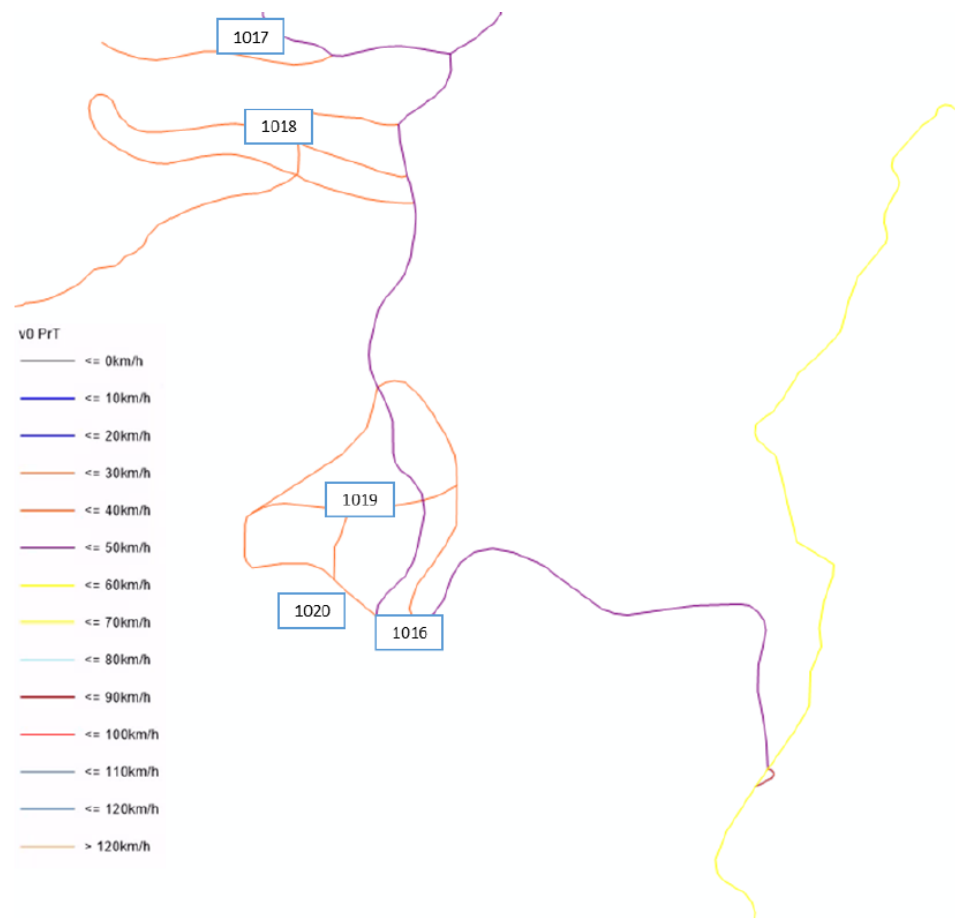 1017
1018
v0 PrT
<= 0km/h
<= 10km/h
<= 20km/h
<= 30km/h
<= 40km/h
<= 50km/h
<= 60km/h
<= 70km/h
<= 80km/h
<= 90km/h
<= 100km/h
<= 110km/h
<= 120km/h
> 120km/h
1019
1020
1016